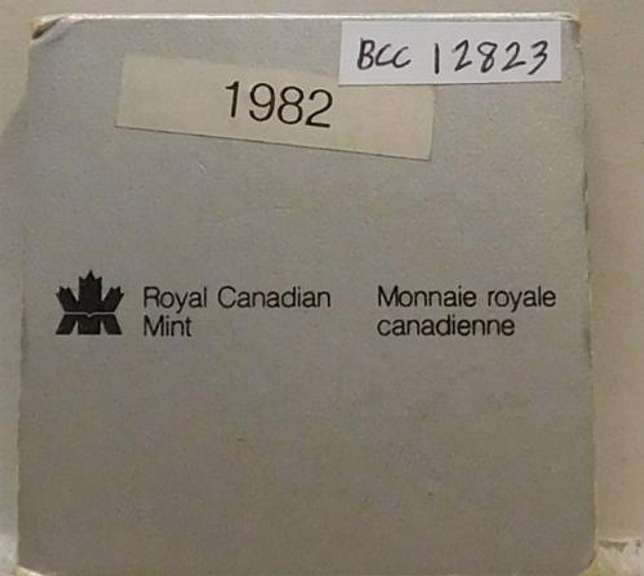 BCC 12823
1982
Royal Canadian
Mint
Monnaie royale
canadienne